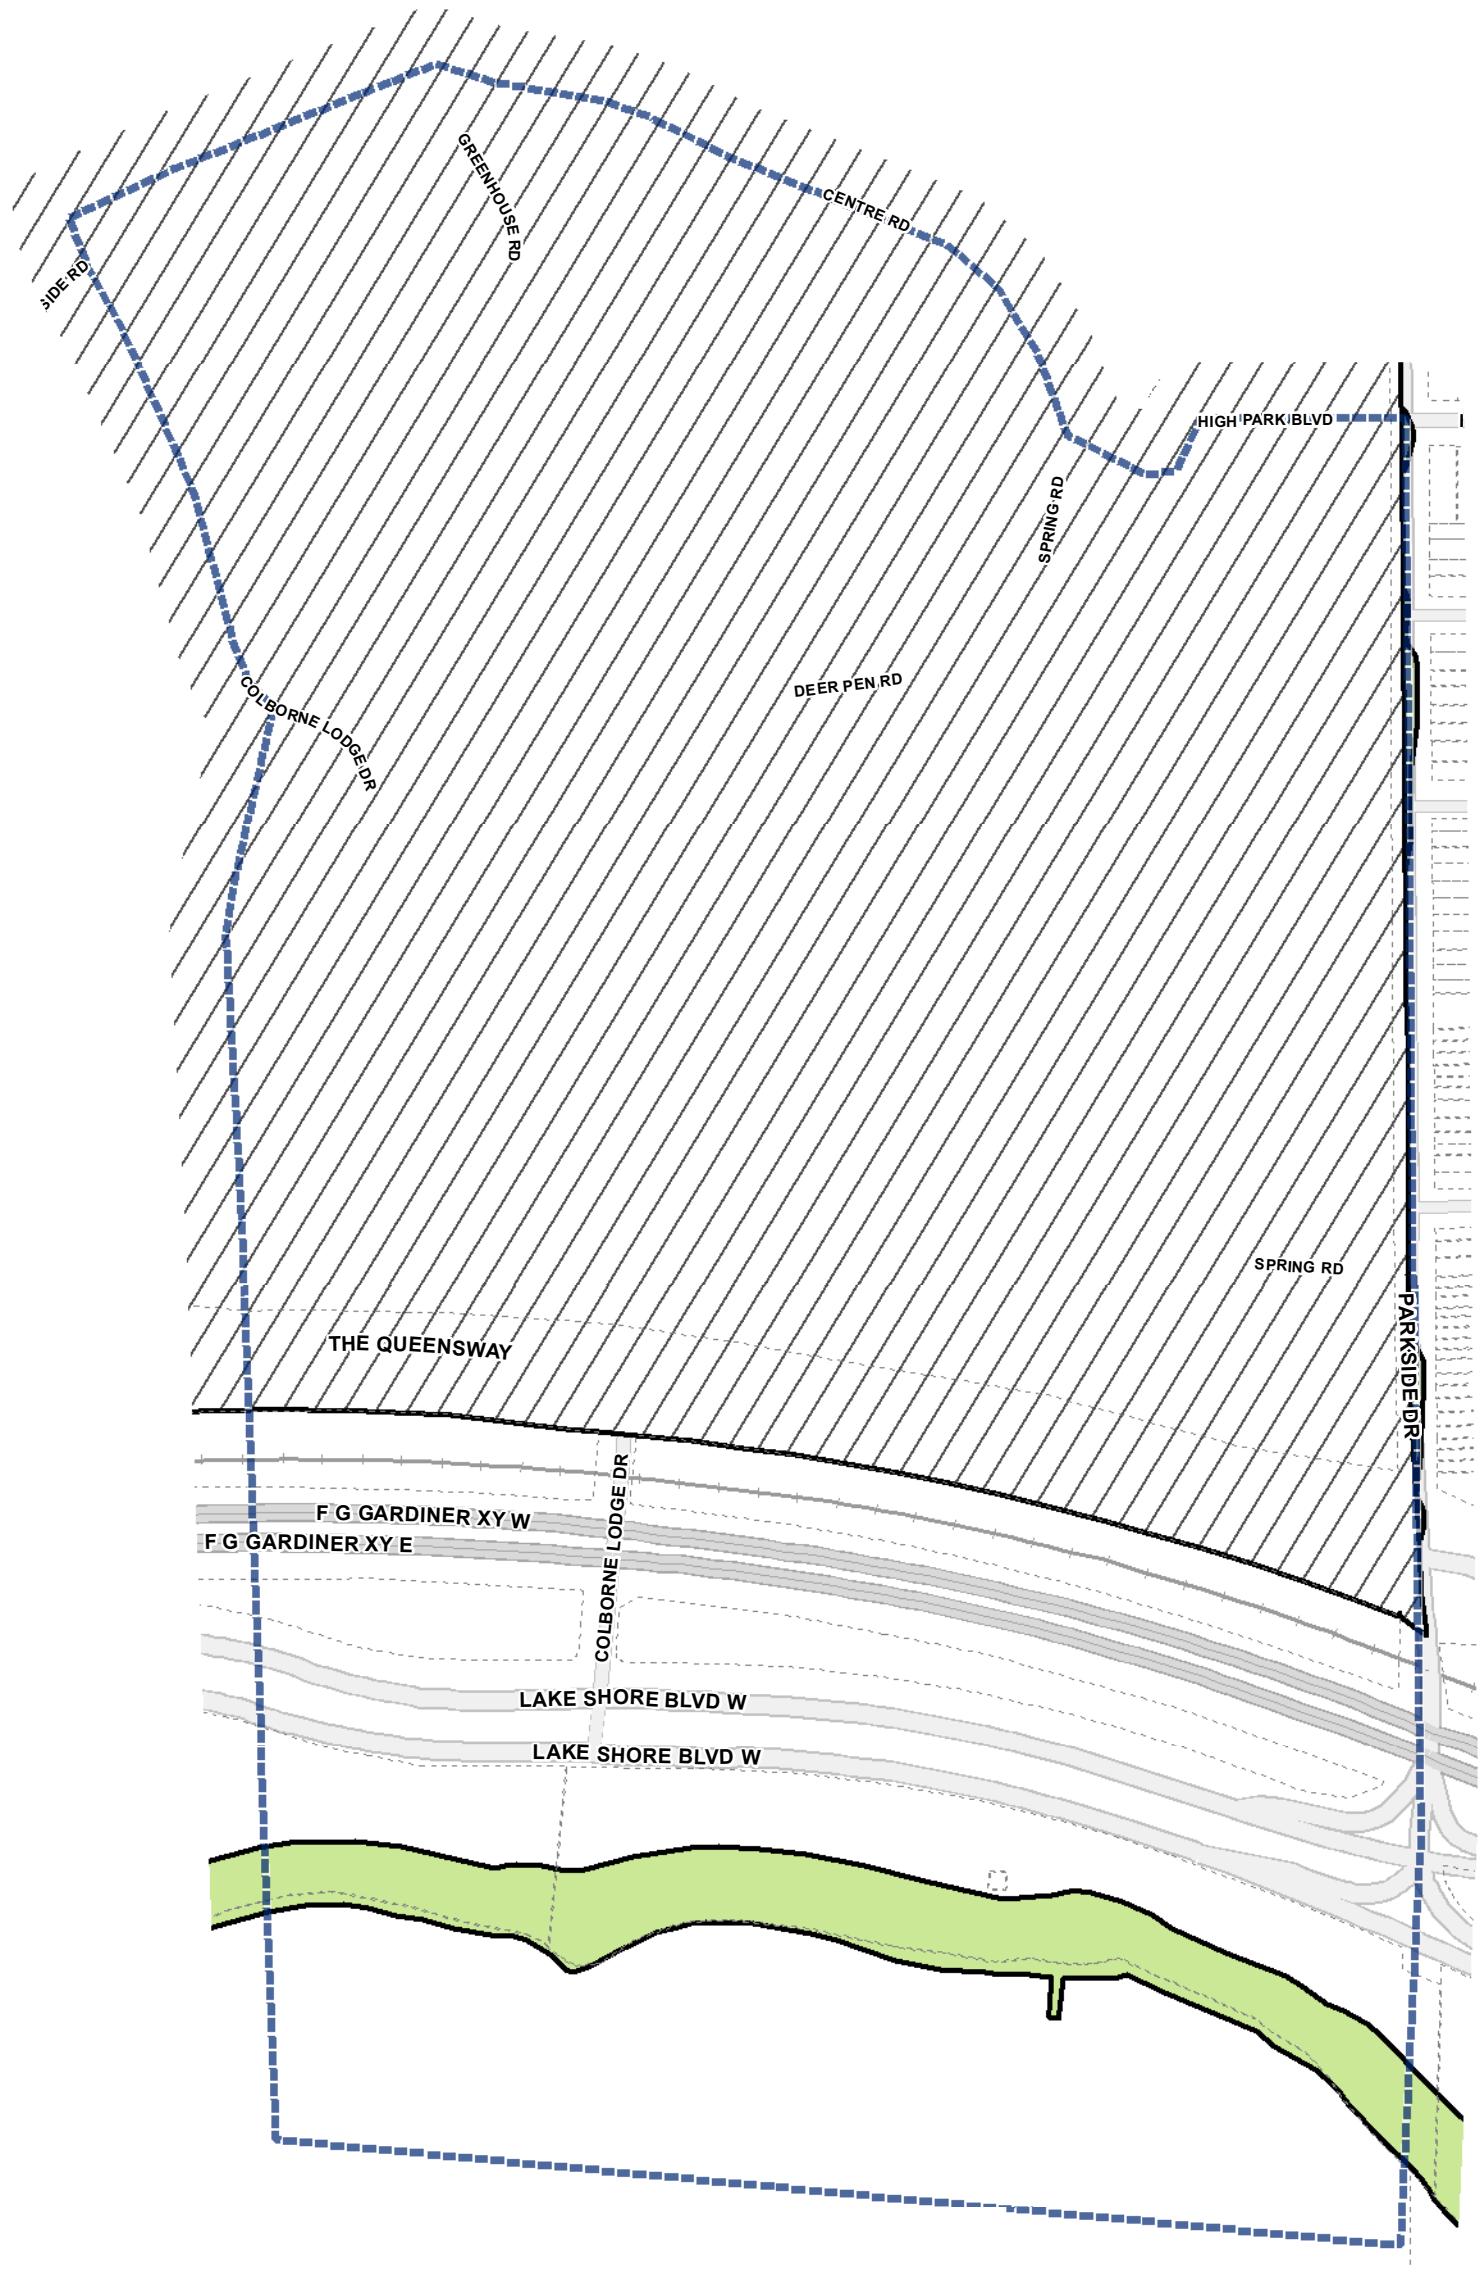 GREENHOUSE RD
CENTRE RD
SIDE RD
HIGH PARK BLVD
SPRING RD
DEER PEN RD
COLBORNE LODGE DR
SPRING RD
PARKSIDE DR
THE QUEENSWAY
COLBORNE LODGE DR
F G GARDINER XY W
F G GARDINER XY E
LAKE SHORE BLVD W
LAKE SHORE BLVD W